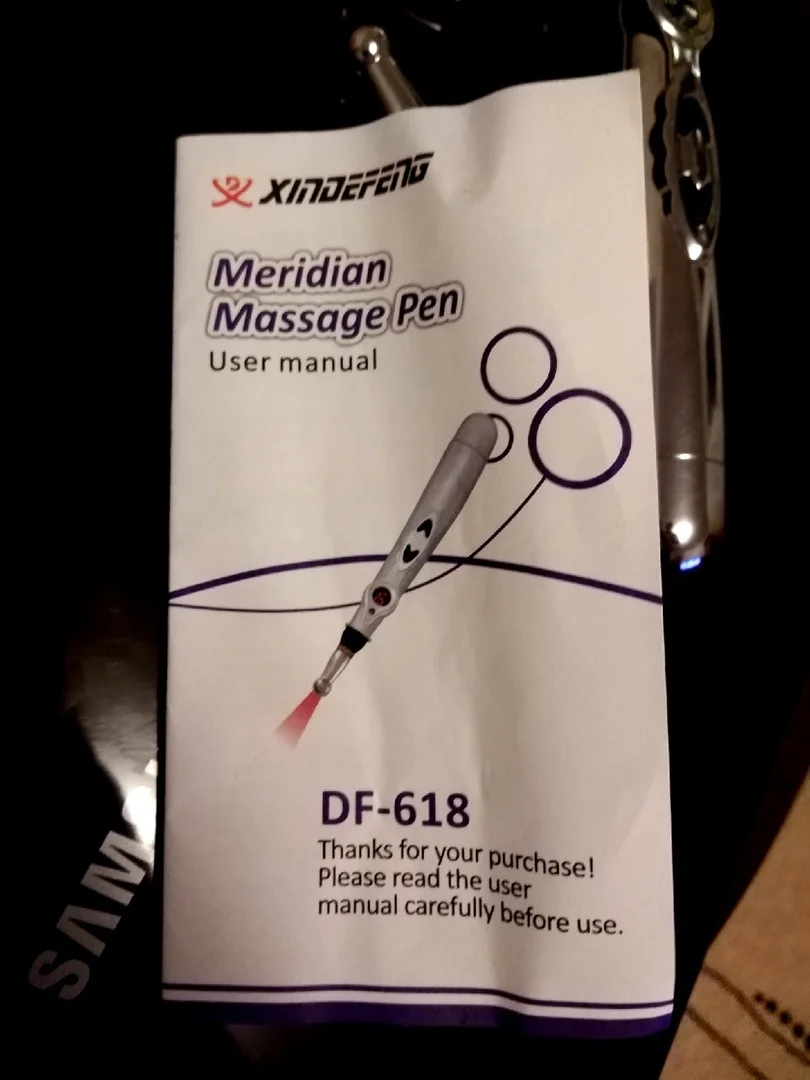 XINDEFENG
Meridian
Massage Pen
User manual
DF-618
Thanks for your purchase!
Please read the user
manual carefully before use.
SAM